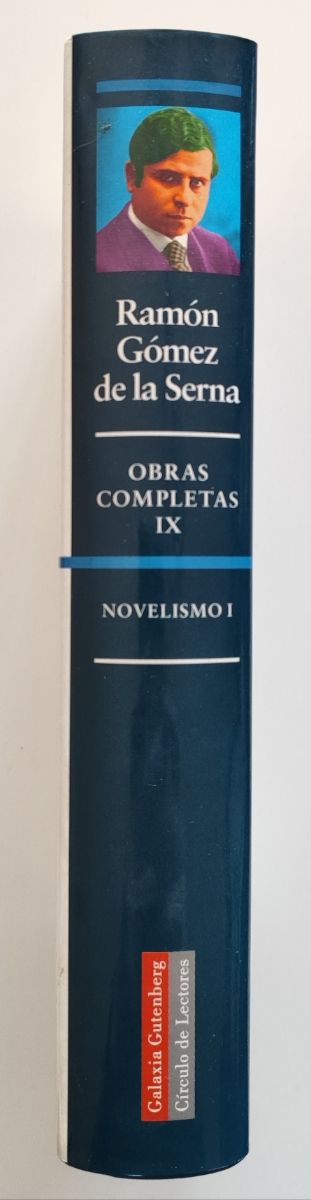 Ramón
Gómez
de la Serna
OBRAS
COMPLETAS
IX
NOVELISMO I
Galaxia Gutenberg
Círculo de Lectores